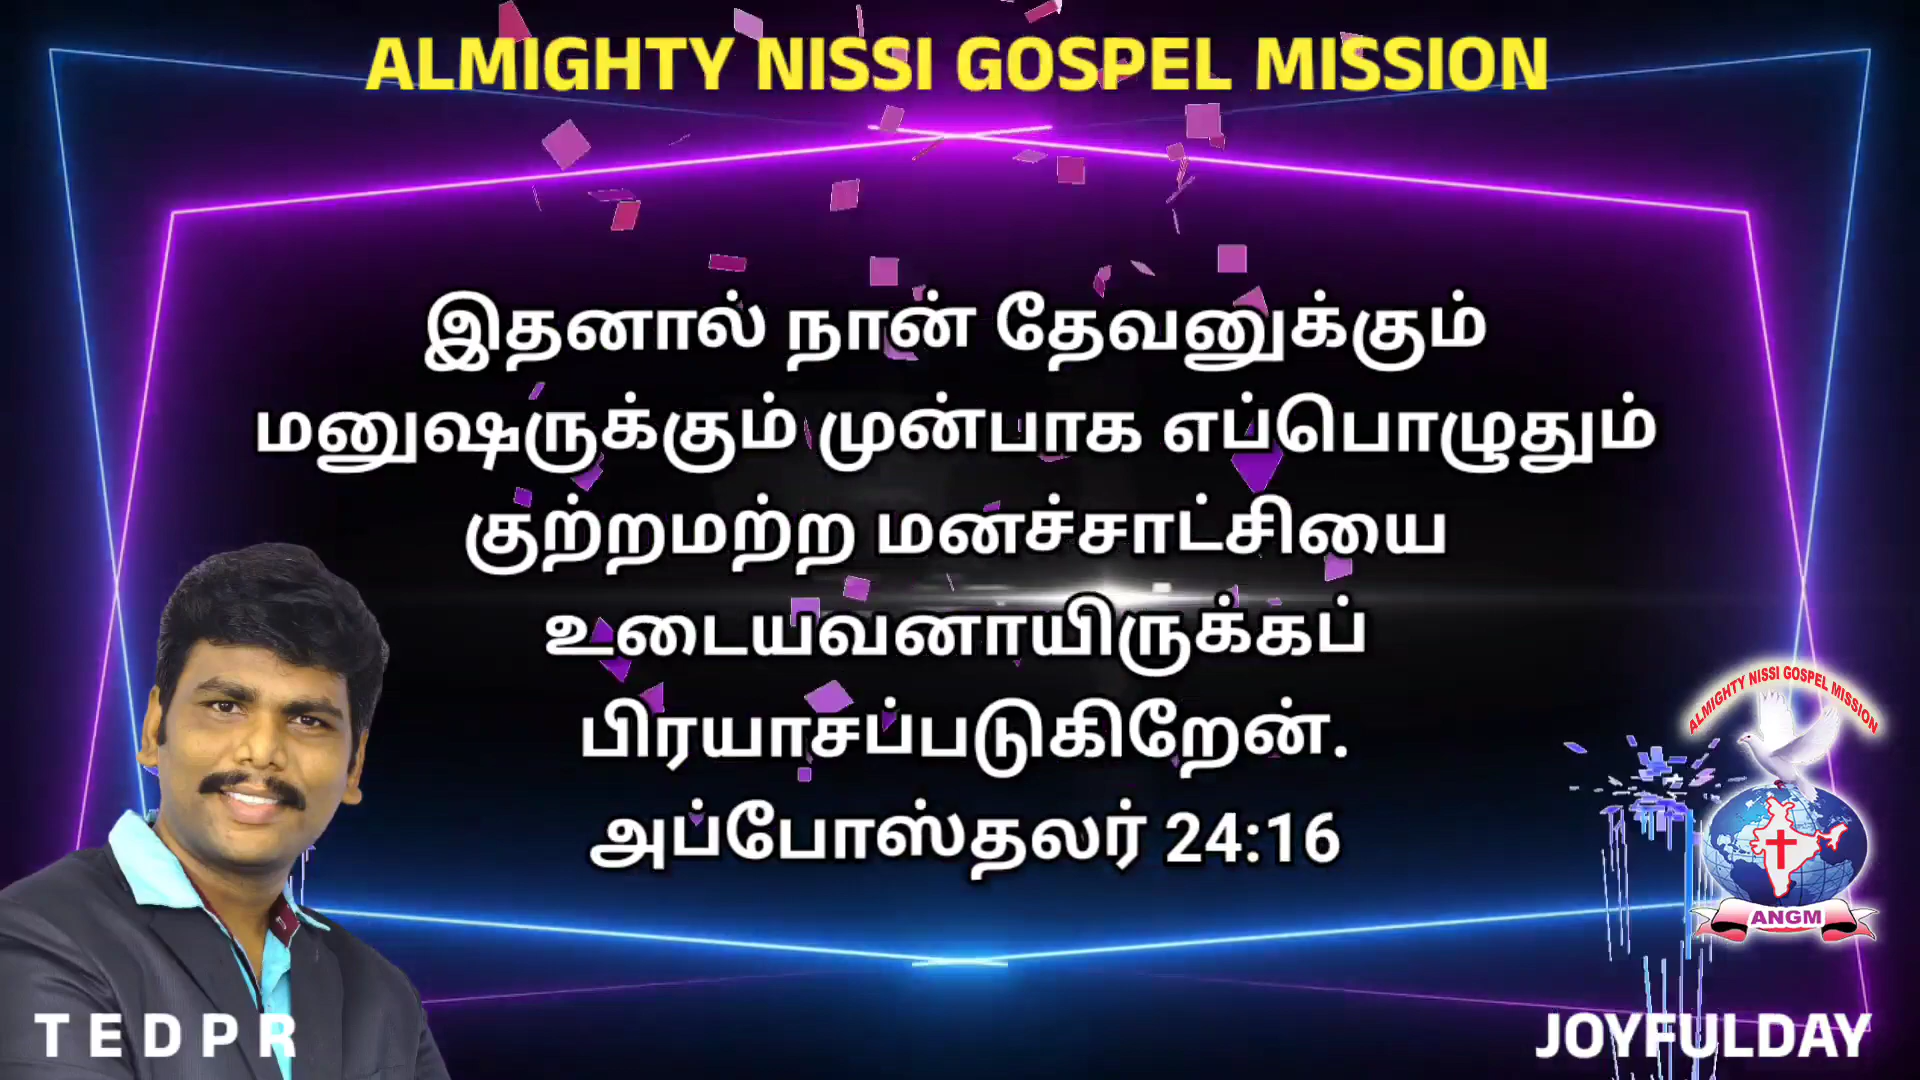 ALMIGHTY NISSI GOSPEL MISSION
இதனால் நான் தேவனுக்கும்
மனுஷருக்கும் முன்பாக எப்பொழுதும்
குற்றமற்ற மனச்சாட்சியை
உடையவனாயிருக்கப்
பிரயாசப்படுகிறேன்.
அப்போஸ்தலர் 24:16
ALMIGHTY NISSI GOSPEL MISSION
ANGM
TEDPR
JOYFULDAY